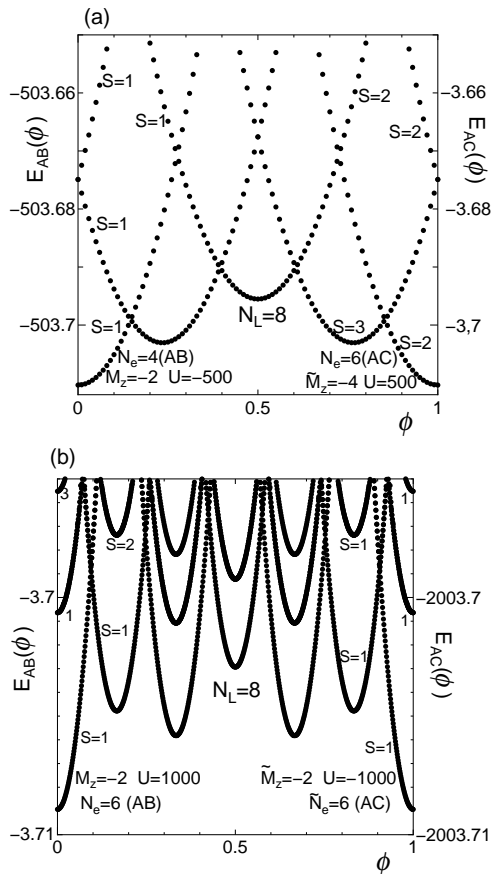 (a)
S=1
S=1
S=2
−503.66
−3.66
S=2
E_AB(ϕ)
E_AC(ϕ)
−503.68
−3.68
S=1
N_L=8
−503.7
S=1
S=3
S=2
−3.7
N_e=4(AB)
N_e=6(AC)
M_z=−2 U=−500
M̃_z=−4 U=500
0
0.5
1
ϕ
(b)
3
1
S=2
S=1
−3.7
1
1
−2003.7
E_AB(ϕ)
S=1
S=1
E_AC(ϕ)
N_L=8
S=1
S=1
M_z=−2 U=1000
M̃_z=−2 U=−1000
N_e=6 (AB)
Ñ_e=6 (AC)
−3.71
−2003.71
0
0.5
1
ϕ